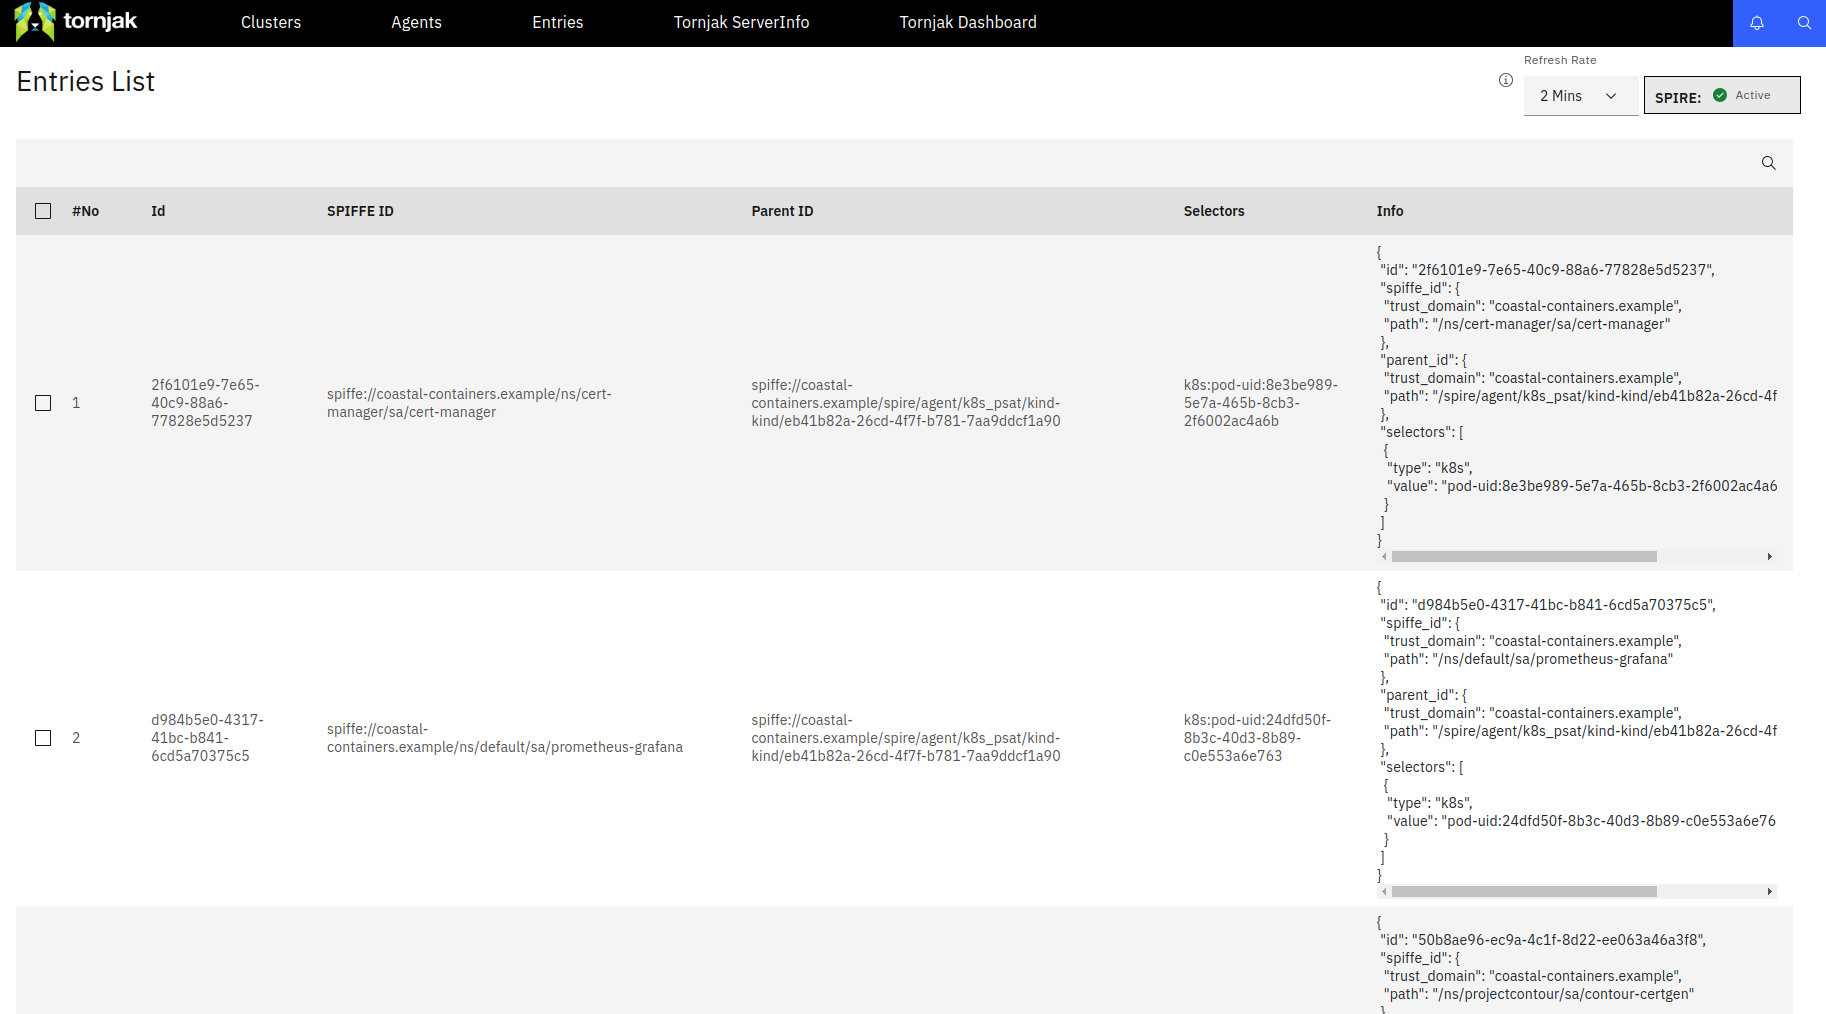 tornjak
Clusters
Agents
Entries
Tornjak ServerInfo
Tornjak Dashboard
Entries List
Refresh Rate
2 Mins
SPIRE:
Active
#No
Id
SPIFFE ID
Parent ID
Selectors
Info
1
2f6101e9-7e65-
40c9-88a6-
77828e5d5237
spiffe://coastal-containers.example/ns/cert-
manager/sa/cert-manager
spiffe://coastal-
containers.example/spire/agent/k8s_psat/kind-
kind/eb41b82a-26cd-4f7f-b781-7aa9ddcf1a90
k8s:pod-uid:8e3be989-
5e7a-465b-8cb3-
2f6002ac4a6b
{
"id": "2f6101e9-7e65-40c9-88a6-77828e5d5237",
"spiffe_id": {
"trust_domain": "coastal-containers.example",
"path": "/ns/cert-manager/sa/cert-manager"
},
"parent_id": {
"trust_domain": "coastal-containers.example",
"path": "/spire/agent/k8s_psat/kind-kind/eb41b82a-26cd-4f
},
"selectors": [
{
"type": "k8s",
"value": "pod-uid:8e3be989-5e7a-465b-8cb3-2f6002ac4a6
}
]
}
2
d984b5e0-4317-
41bc-b841-
6cd5a70375c5
spiffe://coastal-
containers.example/ns/default/sa/prometheus-grafana
spiffe://coastal-
containers.example/spire/agent/k8s_psat/kind-
kind/eb41b82a-26cd-4f7f-b781-7aa9ddcf1a90
k8s:pod-uid:24dfd50f-
8b3c-40d3-8b89-
c0e553a6e763
{
"id": "d984b5e0-4317-41bc-b841-6cd5a70375c5",
"spiffe_id": {
"trust_domain": "coastal-containers.example",
"path": "/ns/default/sa/prometheus-grafana"
},
"parent_id": {
"trust_domain": "coastal-containers.example",
"path": "/spire/agent/k8s_psat/kind-kind/eb41b82a-26cd-4f
},
"selectors": [
{
"type": "k8s",
"value": "pod-uid:24dfd50f-8b3c-40d3-8b89-c0e553a6e76
}
]
}
{
"id": "50b8ae96-ec9a-4c1f-8d22-ee063a46a3f8",
"spiffe_id": {
"trust_domain": "coastal-containers.example",
"path": "/ns/projectcontour/sa/contour-certgen"
},